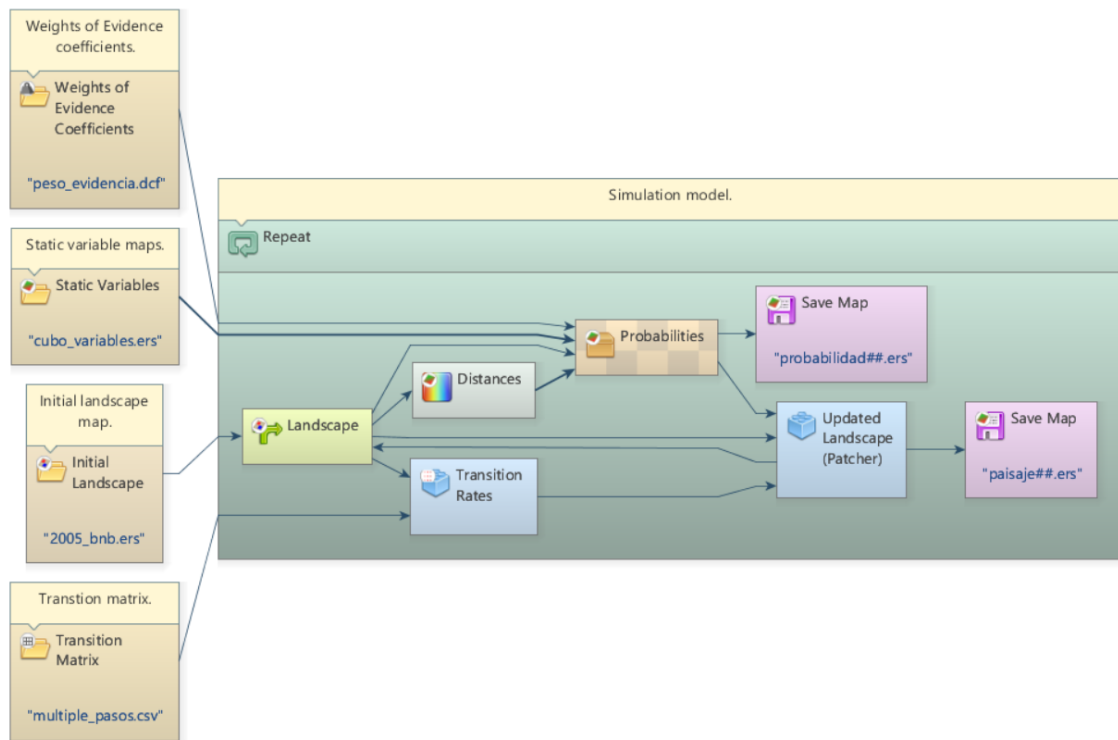 Weights of Evidence
coefficients.
Weights of
Evidence
Coefficients
"peso_evidencia.dcf"
Static variable maps.
Static Variables
"cubo_variables.ers"
Initial landscape
map.
Initial
Landscape
"2005_bnb.ers"
Transtion matrix.
Transition
Matrix
"multiple_pasos.csv"
Simulation model.
Repeat
Landscape
Distances
Transition
Rates
Probabilities
Save Map
"probabilidad##.ers"
Updated
Landscape
(Patcher)
Save Map
"paisaje##.ers"